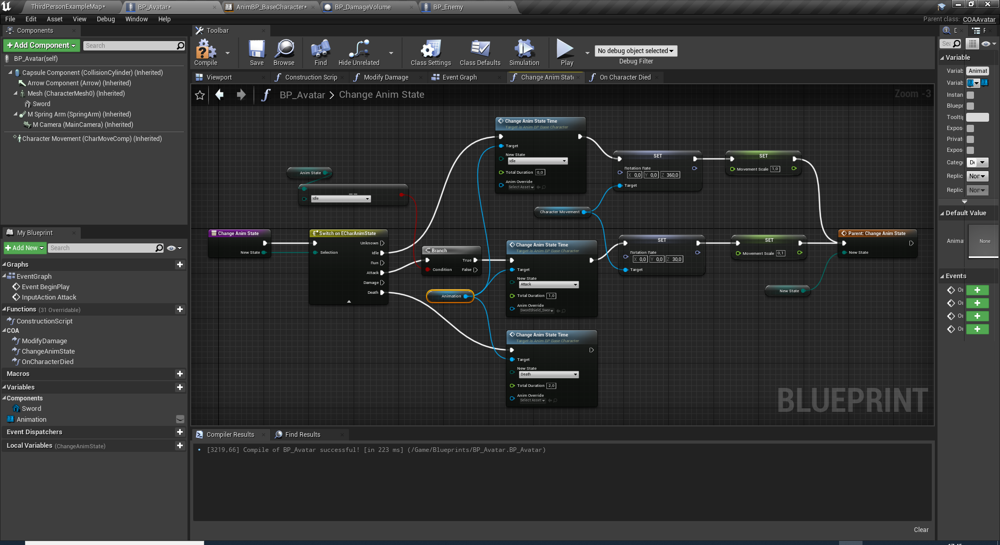 ThirdPersonExampleMap*
BP_Avatar*
AnimBP_BaseCharacter*
BP_DamageVolume
BP_Enemy
File Edit Asset View Debug Window Help
Parent class: COAAvatar
Components
Toolbar
+Add Component
Search
BP_Avatar(self)
Capsule Component (CollisionCylinder) (Inherited)
Arrow Component (Arrow) (Inherited)
Mesh (CharacterMesh0) (Inherited)
Sword
M Spring Arm (SpringArm) (Inherited)
M Camera (MainCamera) (Inherited)
Character Movement (CharMoveComp) (Inherited)
My Blueprint
+Add New
Search
Graphs
EventGraph
Event BeginPlay
InputAction Attack
Functions (31 Overridable)
ConstructionScript
COA
ModifyDamage
ChangeAnimState
OnCharacterDied
Macros
Variables
Components
Sword
Animation
Event Dispatchers
Local Variables (ChangeAnimState)
Compile
Save
Browse
Find
Hide Unrelated
Class Settings
Class Defaults
Simulation
Play
No debug object selected
Debug Filter
Viewport
Construction Scrip
Modify Damage
Event Graph
Change Anim State
On Character Died
BP_Avatar > Change Anim State
Zoom -3
Anim State
==
Idle
Change Anim State
New State
Switch on ECharAnimState
Selection
Unknown
Idle
Run
Attack
Damage
Death
Branch
True
Condition
False
Animation
Change Anim State Time
Target is Anim BP Base Character
Target
New State
Idle
Total Duration 0,0
Anim Override
Select Asset
Character Movement
SET
Rotation Rate
X 0,0 Y 0,0 Z 360,0
Target
SET
Movement Scale 1,0
Change Anim State Time
Target is Anim BP Base Character
Target
New State
Attack
Total Duration 1,0
Anim Override
SwordShield_Swor
SET
Rotation Rate
X 0,0 Y 0,0 Z 30,0
Target
SET
Movement Scale 0,1
Parent: Change Anim State
New State
New State
Change Anim State Time
Target is Anim BP Base Character
Target
New State
Death
Total Duration 2,0
Anim Override
Select Asset
BLUEPRINT
Compiler Results
Find Results
[3219,66] Compile of BP_Avatar successful! [in 223 ms] (/Game/Blueprints/BP_Avatar.BP_Avatar)
Clear
Variable
Variab Animat
Variab
Instan
Bluepr
Toolti
Expos
Privat
Expos
Categ
Replic Nor
Replic Nor
Default Value
Anima
None
Events